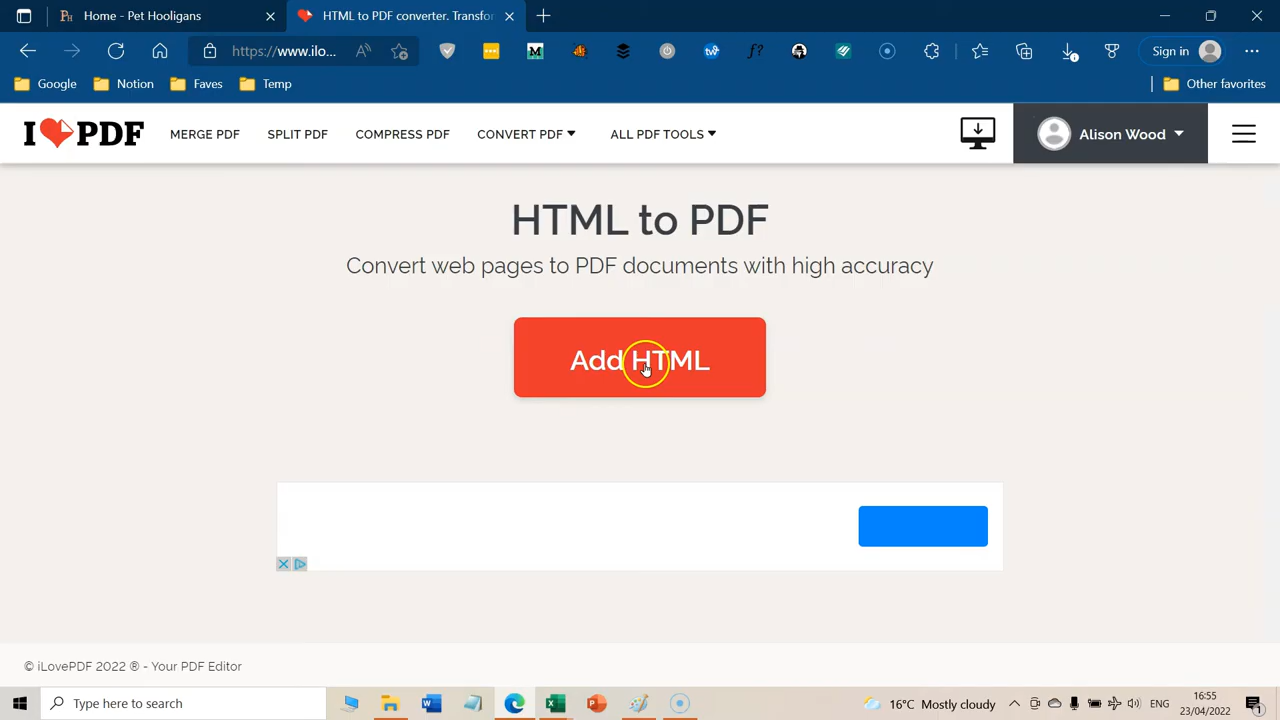 Home - Pet Hooligans
HTML to PDF converter. Transfor
https://www.ilo...
Sign in
Google
Notion
Faves
Temp
Other favorites
I PDF
MERGE PDF
SPLIT PDF
COMPRESS PDF
CONVERT PDF
ALL PDF TOOLS
Alison Wood
HTML to PDF
Convert web pages to PDF documents with high accuracy
Add HTML
© iLovePDF 2022 ® - Your PDF Editor
Type here to search
16°C Mostly cloudy
ENG
16:55
23/04/2022